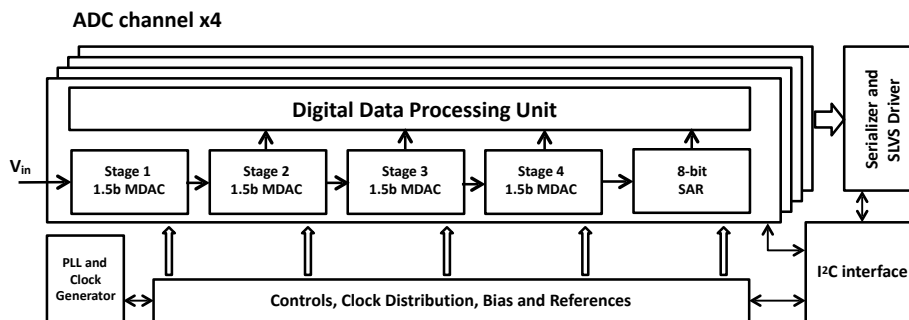 ADC channel x4
Digital Data Processing Unit
Serializer and
SLVS Driver
Vin
Stage 1
1.5b MDAC
Stage 2
1.5b MDAC
Stage 3
1.5b MDAC
Stage 4
1.5b MDAC
8-bit
SAR
PLL and
Clock
Generator
Controls, Clock Distribution, Bias and References
I²C interface